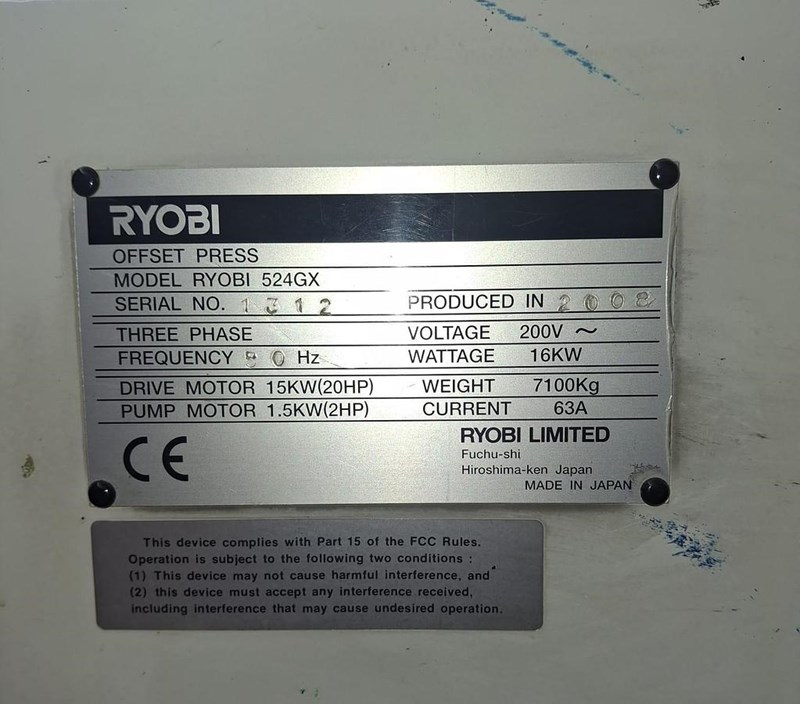 RYOBI
OFFSET PRESS
MODEL RYOBI 524GX
SERIAL NO. 1312 PRODUCED IN 2008
THREE PHASE VOLTAGE 200V ~
FREQUENCY 50 Hz WATTAGE 16KW
DRIVE MOTOR 15KW(20HP) WEIGHT 7100Kg
PUMP MOTOR 1.5KW(2HP) CURRENT 63A
CE
RYOBI LIMITED
Fuchu-shi
Hiroshima-ken Japan
MADE IN JAPAN
This device complies with Part 15 of the FCC Rules.
Operation is subject to the following two conditions :
(1) This device may not cause harmful interference, and
(2) this device must accept any interference received,
including interference that may cause undesired operation.